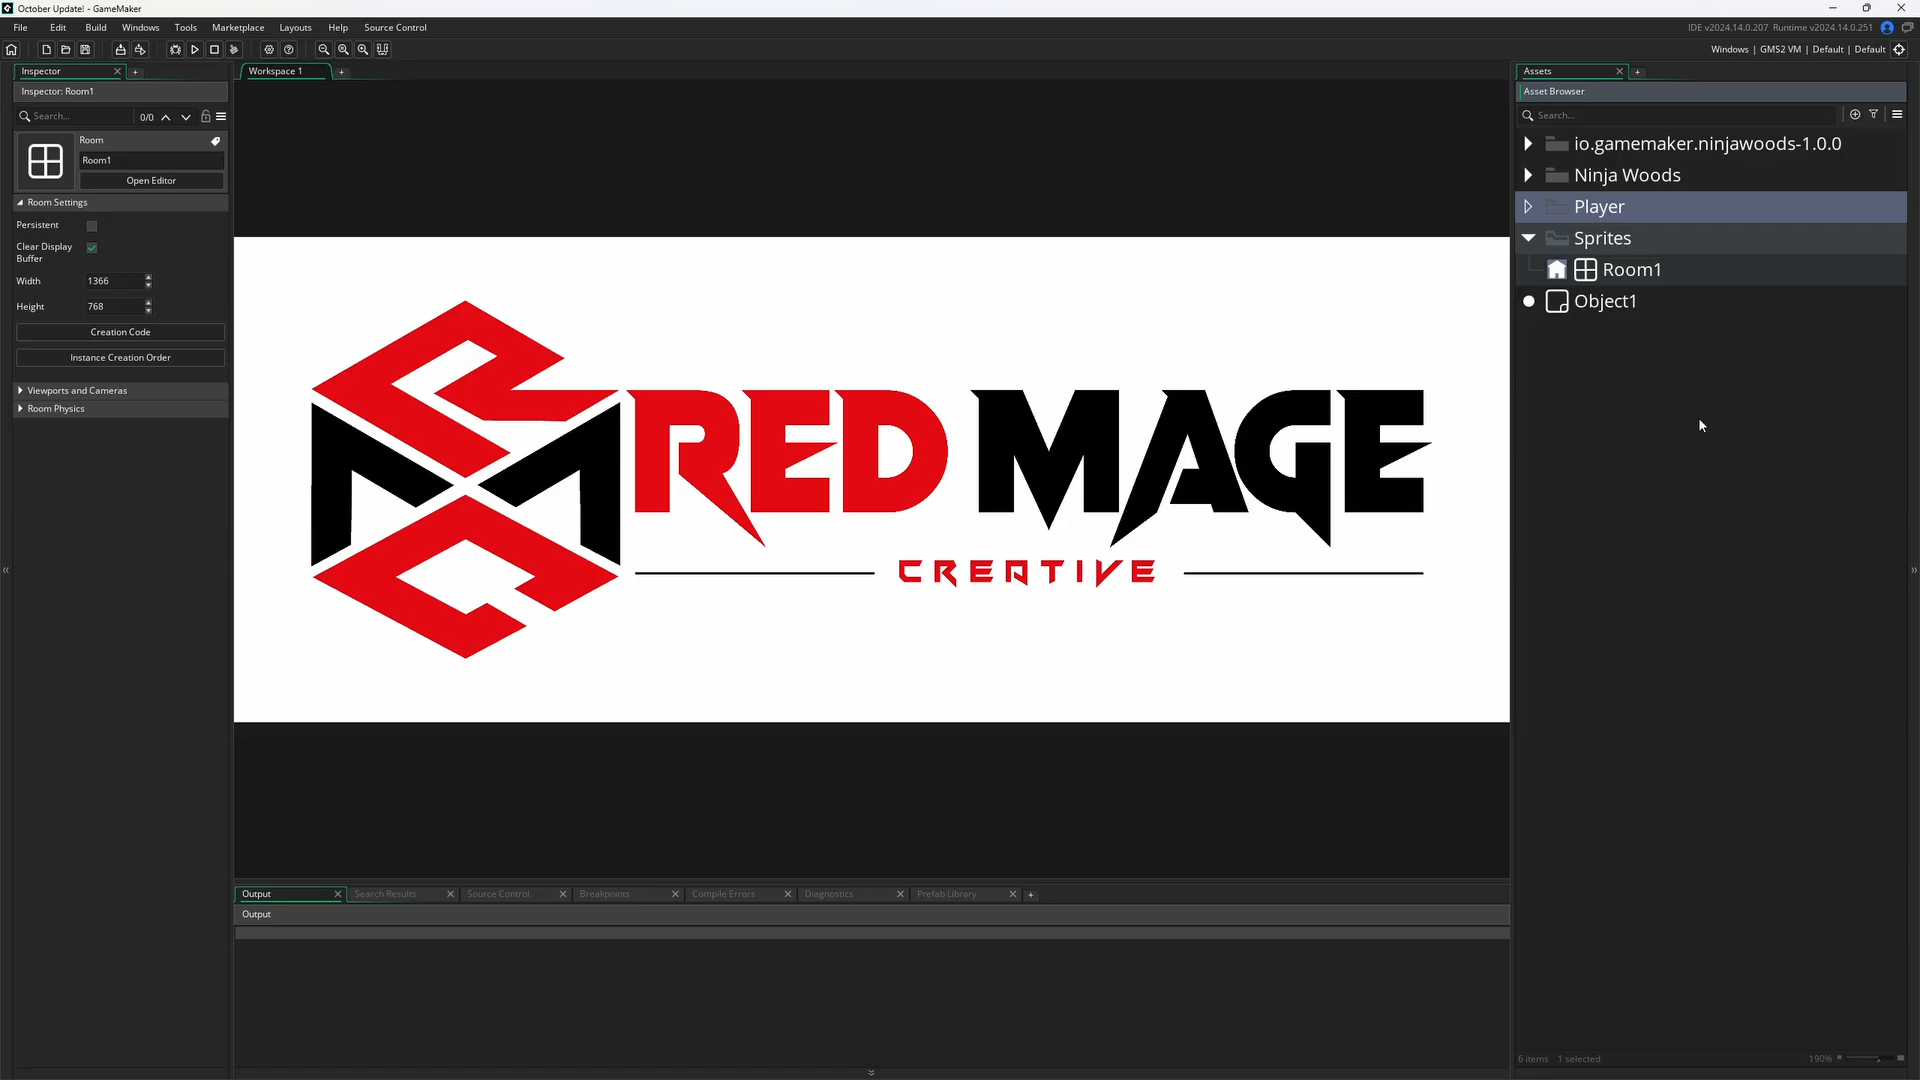 October Update! - GameMaker
File Edit Build Windows Tools Marketplace Layouts Help Source Control
IDE v2024.14.0.207 Runtime v2024.14.0.251
Windows | GMS2 VM | Default | Default
Inspector
Inspector: Room1
Search...
0/0
Room
Room1
Open Editor
Room Settings
Persistent
Clear Display
Buffer
Width 1366
Height 768
Creation Code
Instance Creation Order
Viewports and Cameras
Room Physics
Workspace 1
RED MAGE
CREATIVE
Output Search Results Source Control Breakpoints Compile Errors Diagnostics Prefab Library
Output
Assets
Asset Browser
Search...
io.gamemaker.ninjawoods-1.0.0
Ninja Woods
Player
Sprites
Room1
Object1
6 items 1 selected
190%